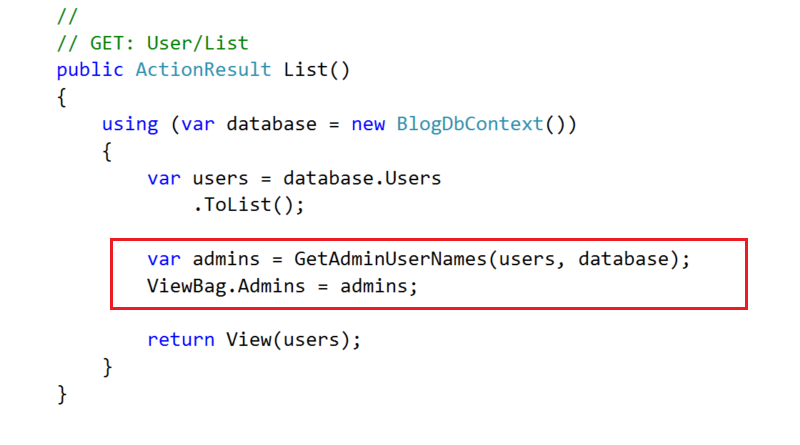 //
// GET: User/List
public ActionResult List()
{
    using (var database = new BlogDbContext())
    {
        var users = database.Users
            .ToList();
        var admins = GetAdminUserNames(users, database);
        ViewBag.Admins = admins;
        return View(users);
    }
}